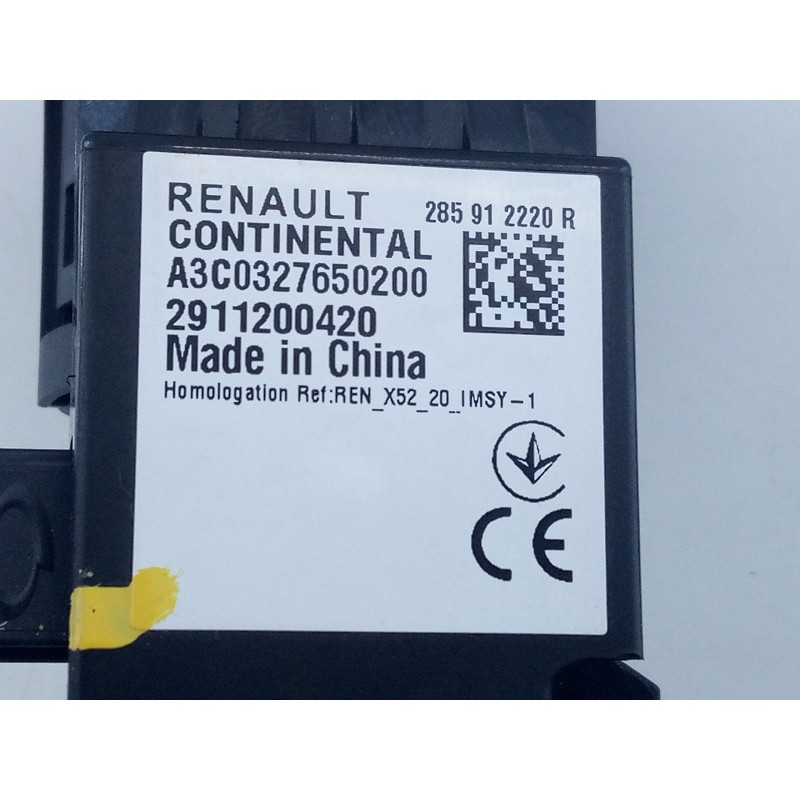 RENAULT
285 91 2220 R
CONTINENTAL
A3C0327650200
2911200420
Made in China
Homologation Ref:REN_X52_20_IMSY-1
CE